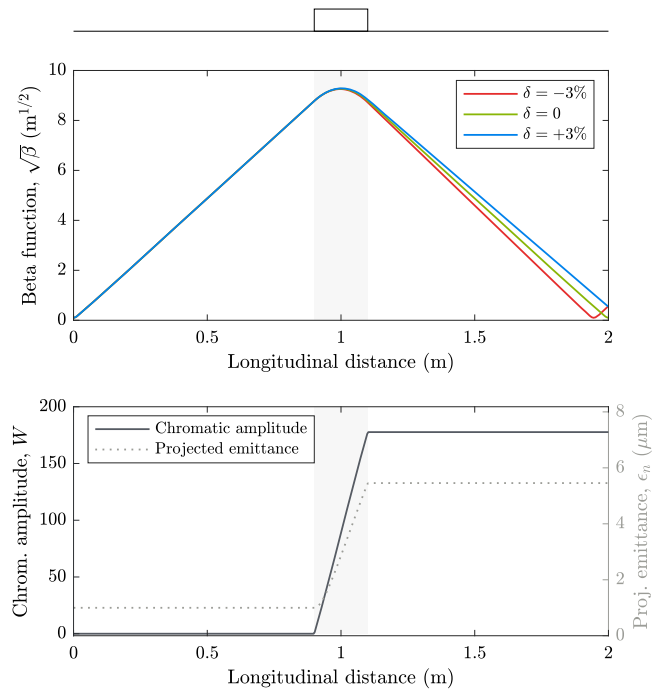 10
8
6
4
2
0
Beta function, √β (m^1/2)
δ = −3%
δ = 0
δ = +3%
0 0.5 1 1.5 2
Longitudinal distance (m)
200
150
100
50
0
Chrom. amplitude, W
Chromatic amplitude
Projected emittance
8
6
4
2
0
Proj. emittance, ϵₙ (μm)
0 0.5 1 1.5 2
Longitudinal distance (m)